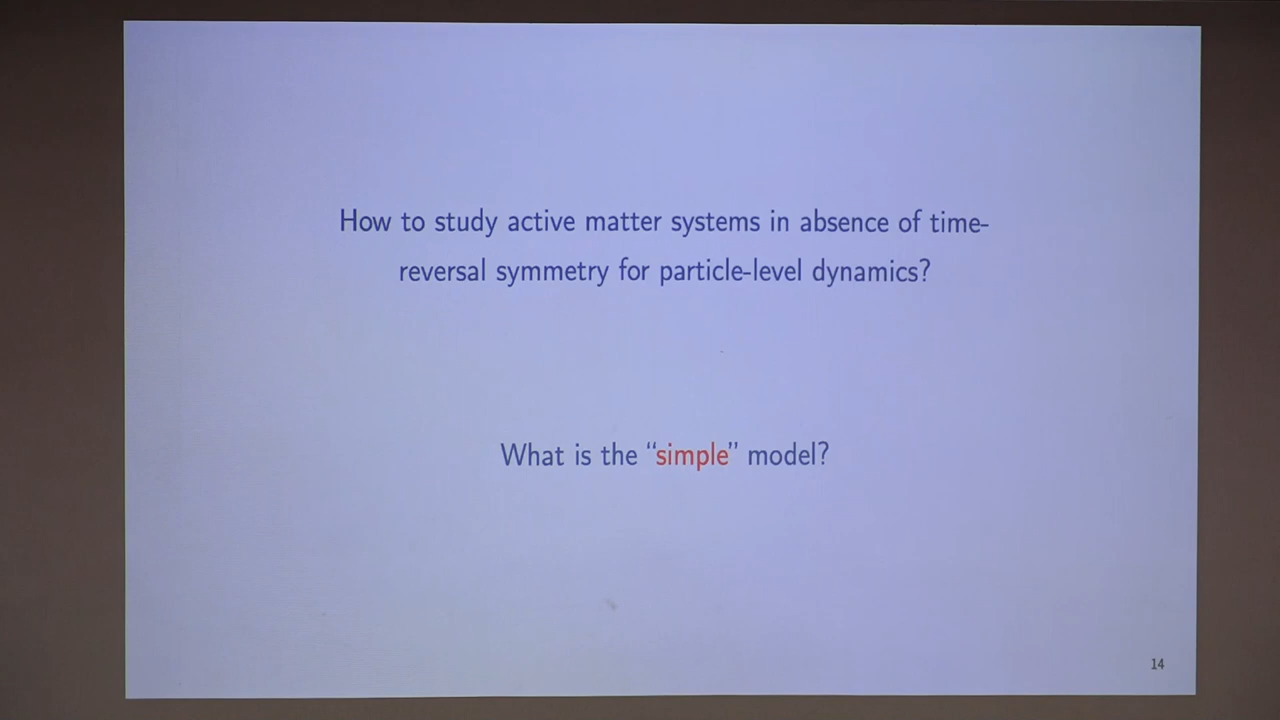 How to study active matter systems in absence of time-
reversal symmetry for particle-level dynamics?
What is the “simple” model?
14